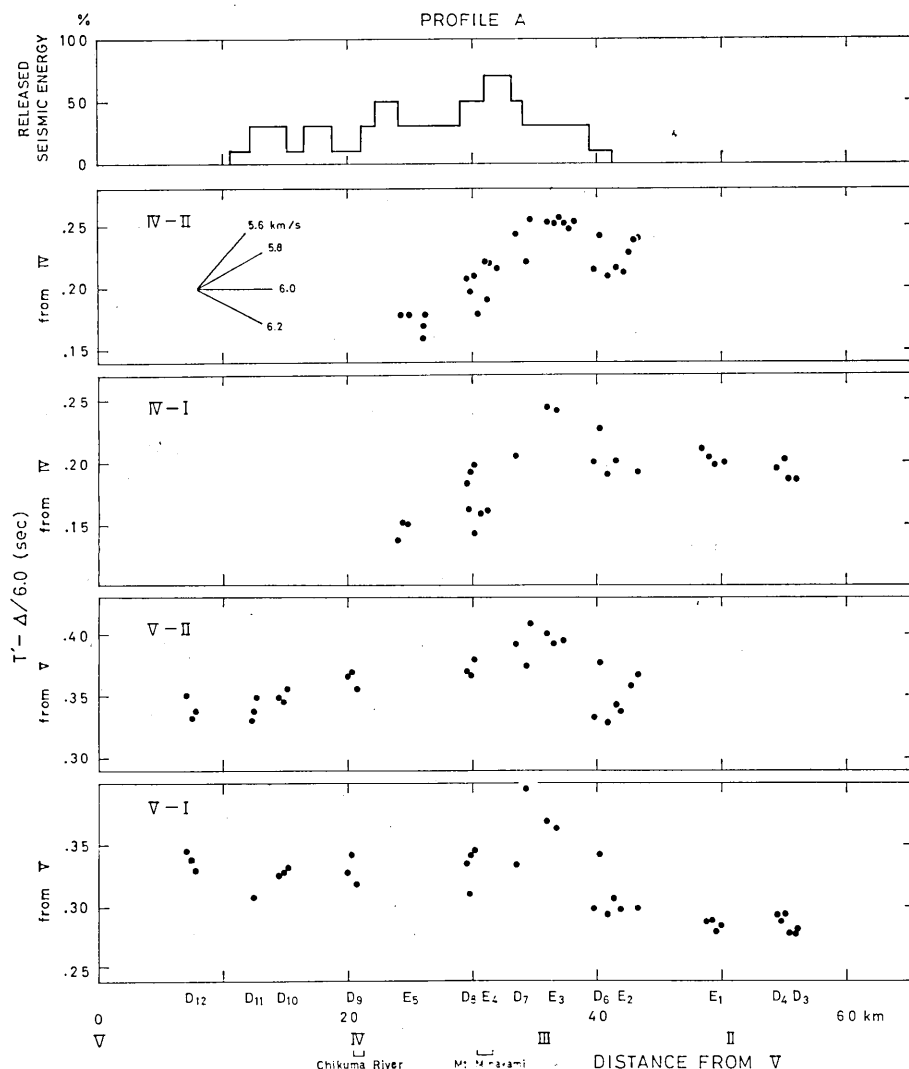 PROFILE A
%
100
50
0
RELEASED
SEISMIC ENERGY
IV-II
5.6 km/s
5.8
6.0
6.2
.25
.20
.15
from IV
IV-I
.25
.20
.15
from IV
T′- Δ/6.0 (sec)
V-II
.40
.35
.30
from V
V-I
.35
.30
.25
from V
D12 D11 D10 D9 E5 D8 E4 D7 E3 D6 E2 E1 D4 D3
0 20 40 60 km
V IV III II
Chikuma River Mt. Minakami DISTANCE FROM V